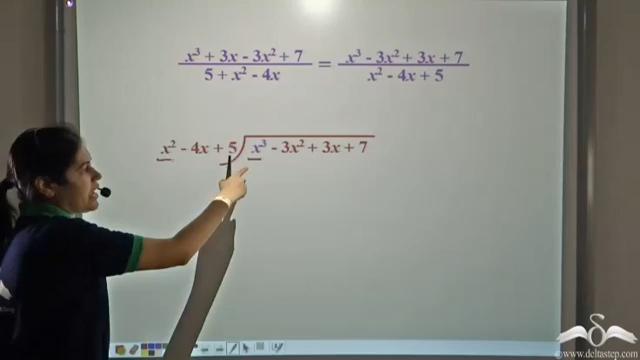 x³ + 3x - 3x² + 7 / 5 + x² - 4x = x³ - 3x² + 3x + 7 / x² - 4x + 5
x² - 4x + 5 ) x³ - 3x² + 3x + 7
© www.deltastep.com